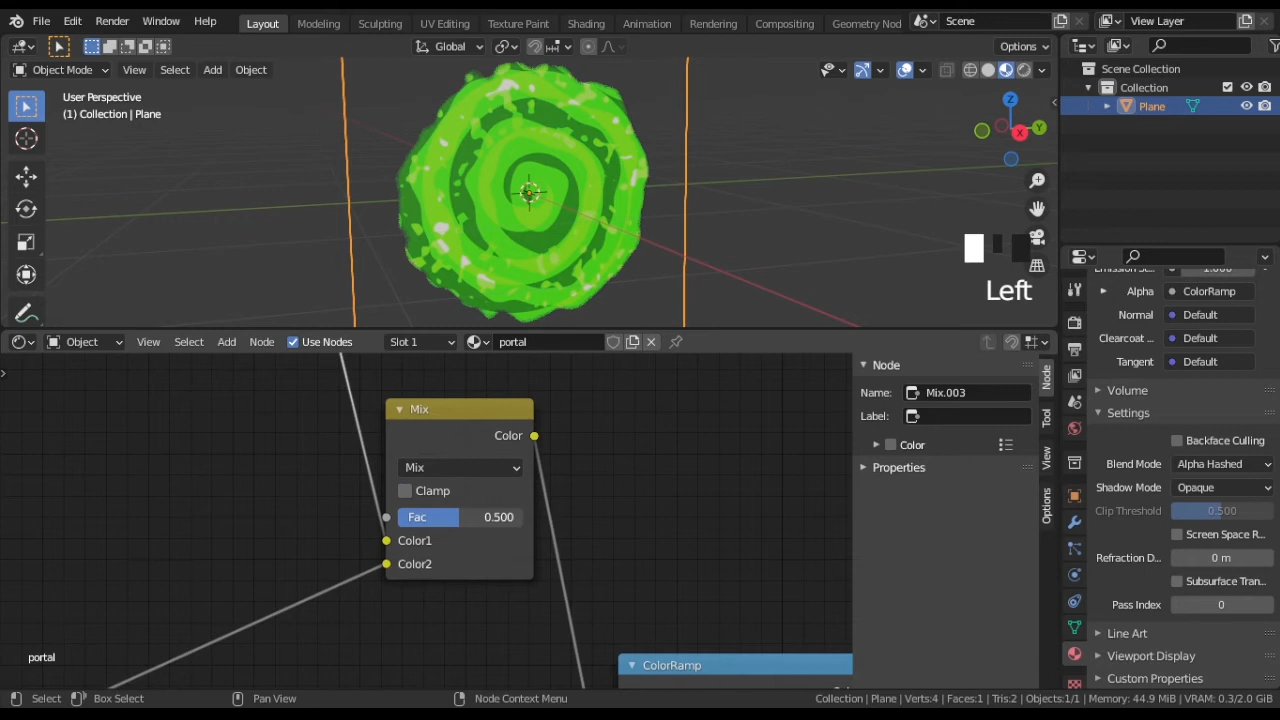 File Edit Render Window Help Layout Modeling Sculpting UV Editing Texture Paint Shading Animation Rendering Compositing Geometry Nod Scene View Layer
Global Options
Object Mode View Select Add Object
User Perspective
(1) Collection | Plane
Z
Y
X
Left
Scene Collection
Collection
Plane
Object View Select Add Node Use Nodes Slot 1 portal
Mix
Color
Mix
Clamp
Fac 0.500
Color1
Color2
ColorRamp
portal
Node
Name: Mix.003
Label:
Color
Properties
Node
Tool
View
Options
1.000
Alpha ColorRamp
Normal Default
Clearcoat ... Default
Tangent Default
Volume
Settings
Backface Culling
Blend Mode Alpha Hashed
Shadow Mode Opaque
Clip Threshold 0.500
Screen Space R...
Refraction D... 0 m
Subsurface Tran...
Pass Index 0
Line Art
Viewport Display
Custom Properties
Select Box Select Pan View Node Context Menu Collection | Plane | Verts:4 | Faces:1 | Tris:2 | Objects:1/1 | Memory: 44.9 MiB | VRAM: 0.3/2.0 GiB